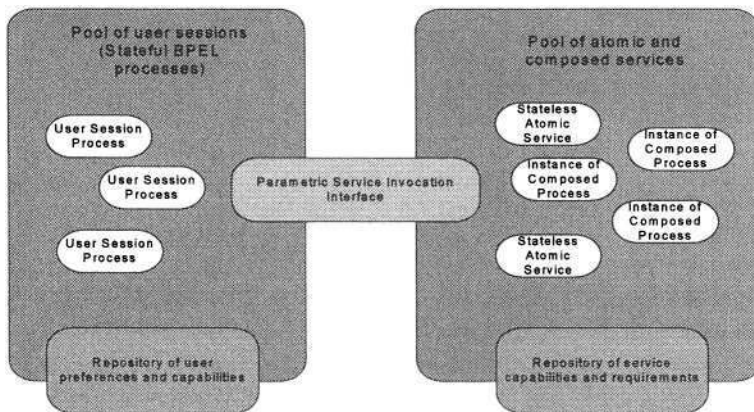 Pool of user sessions
(Stateful BPEL
processes)
User Session
Process
User Session
Process
User Session
Process
Repository of user
preferences and capabilities
Parametric Service Invocation
Interface
Pool of atomic and
composed services
Stateless
Atomic
Service
Instance of
Composed
Process
Instance of
Composed
Process
Instance of
Composed
Process
Stateless
Atomic
Service
Repository of service
capabilities and requirements